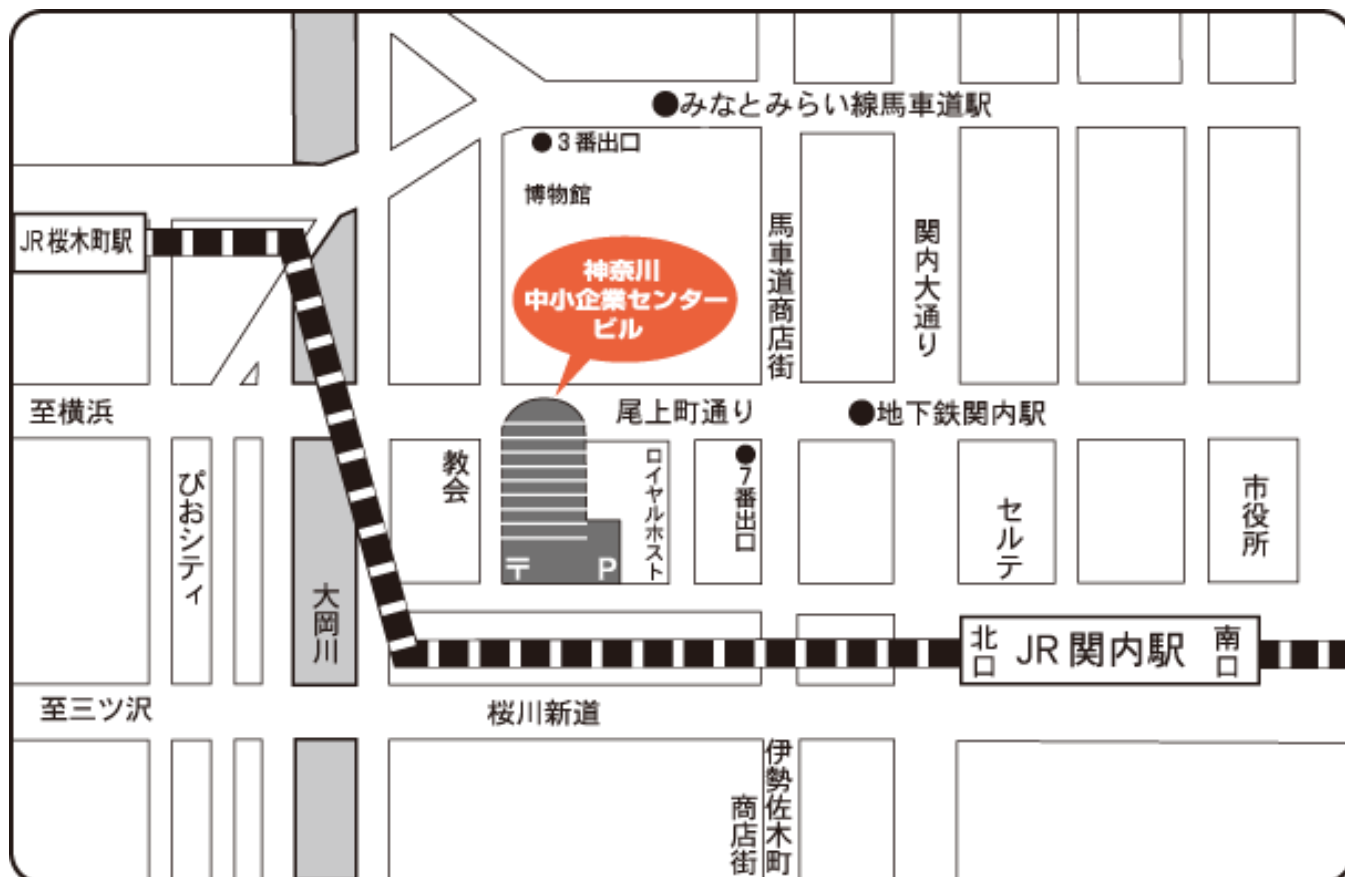 ●みなとみらい線馬車道駅
●3番出口
博物館
JR桜木町駅
神奈川
中小企業センター
ビル
馬車道商店街
関内大通り
至横浜
尾上町通り
●地下鉄関内駅
ぴおシティ
大岡川
教会
〒
P
ロイヤルホスト
●7番出口
セルテ
市役所
北口
JR関内駅
南口
至三ツ沢
桜川新道
伊勢佐木町
商店街